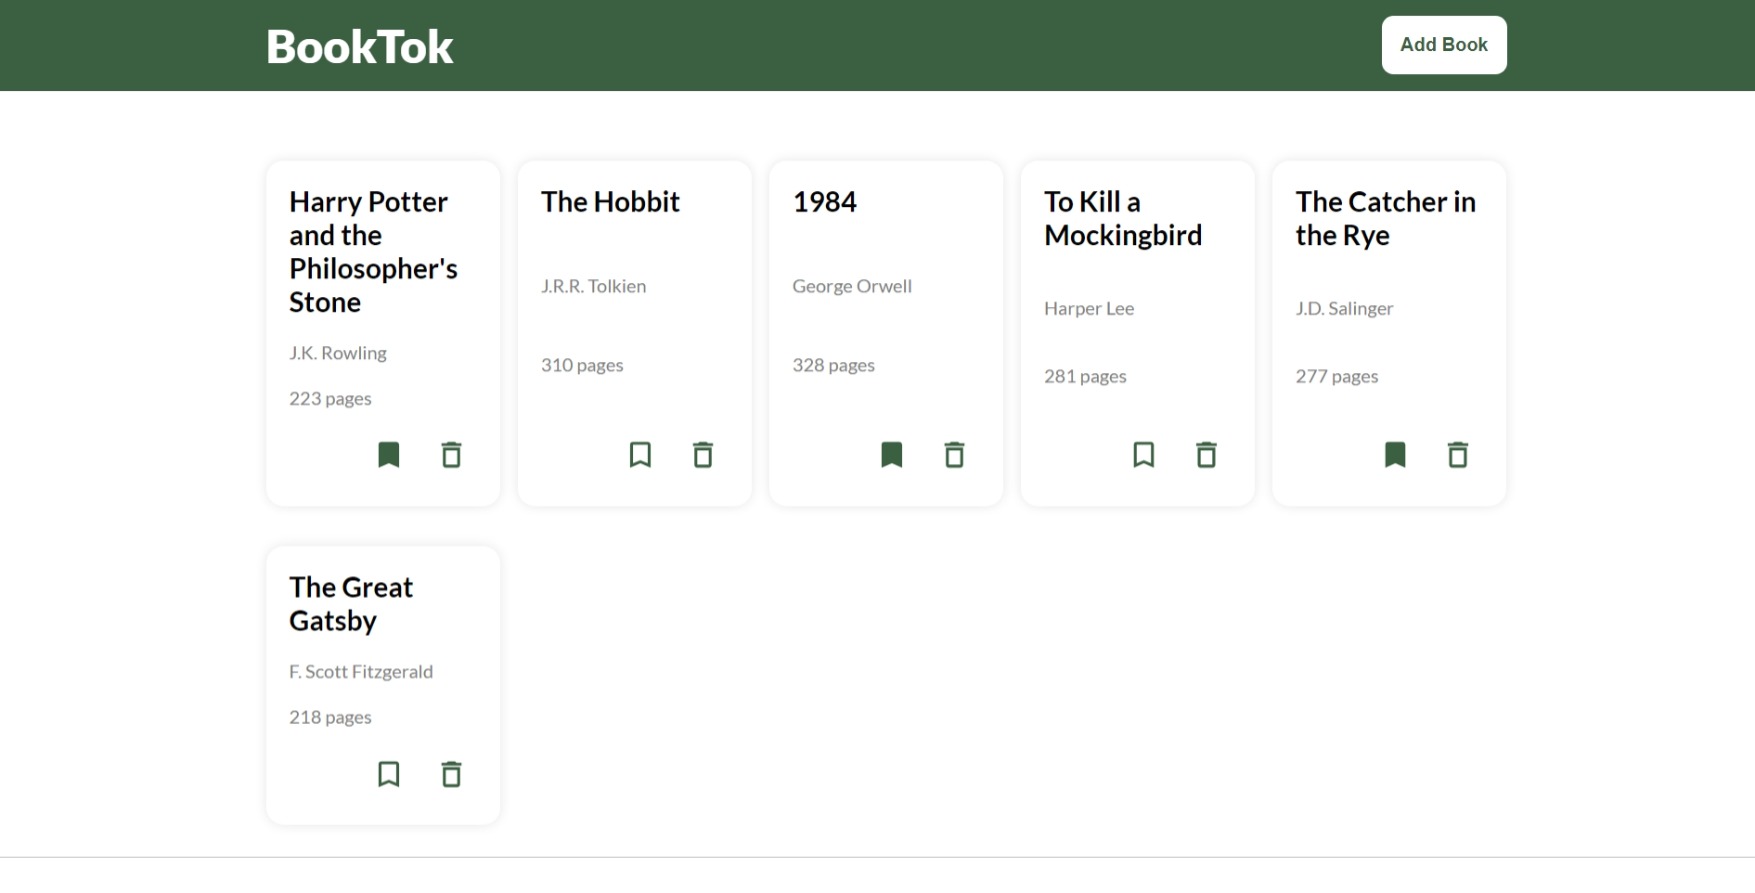 BookTok
Add Book
Harry Potter
and the
Philosopher's
Stone
J.K. Rowling
223 pages
The Hobbit
J.R.R. Tolkien
310 pages
1984
George Orwell
328 pages
To Kill a
Mockingbird
Harper Lee
281 pages
The Catcher in
the Rye
J.D. Salinger
277 pages
The Great
Gatsby
F. Scott Fitzgerald
218 pages